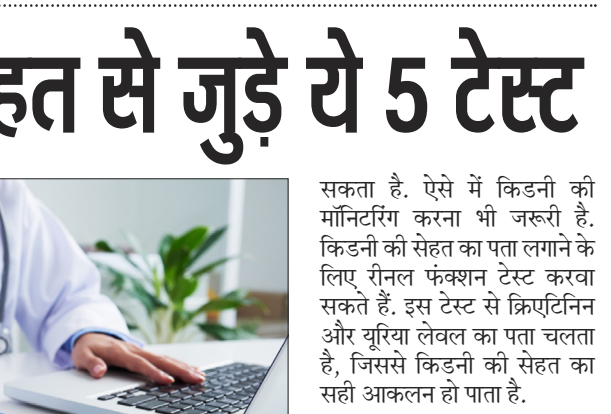 हत से जुड़े ये 5 टेस्ट
सकता है. ऐसे में किडनी की
मॉनिटरिंग करना भी जरूरी है.
किडनी की सेहत का पता लगाने के
लिए रीनल फंक्शन टेस्ट करवा
सकते हैं. इस टेस्ट से क्रिएटिनिन
और यूरिया लेवल का पता चलता
है, जिससे किडनी की सेहत का
सही आकलन हो पाता है.